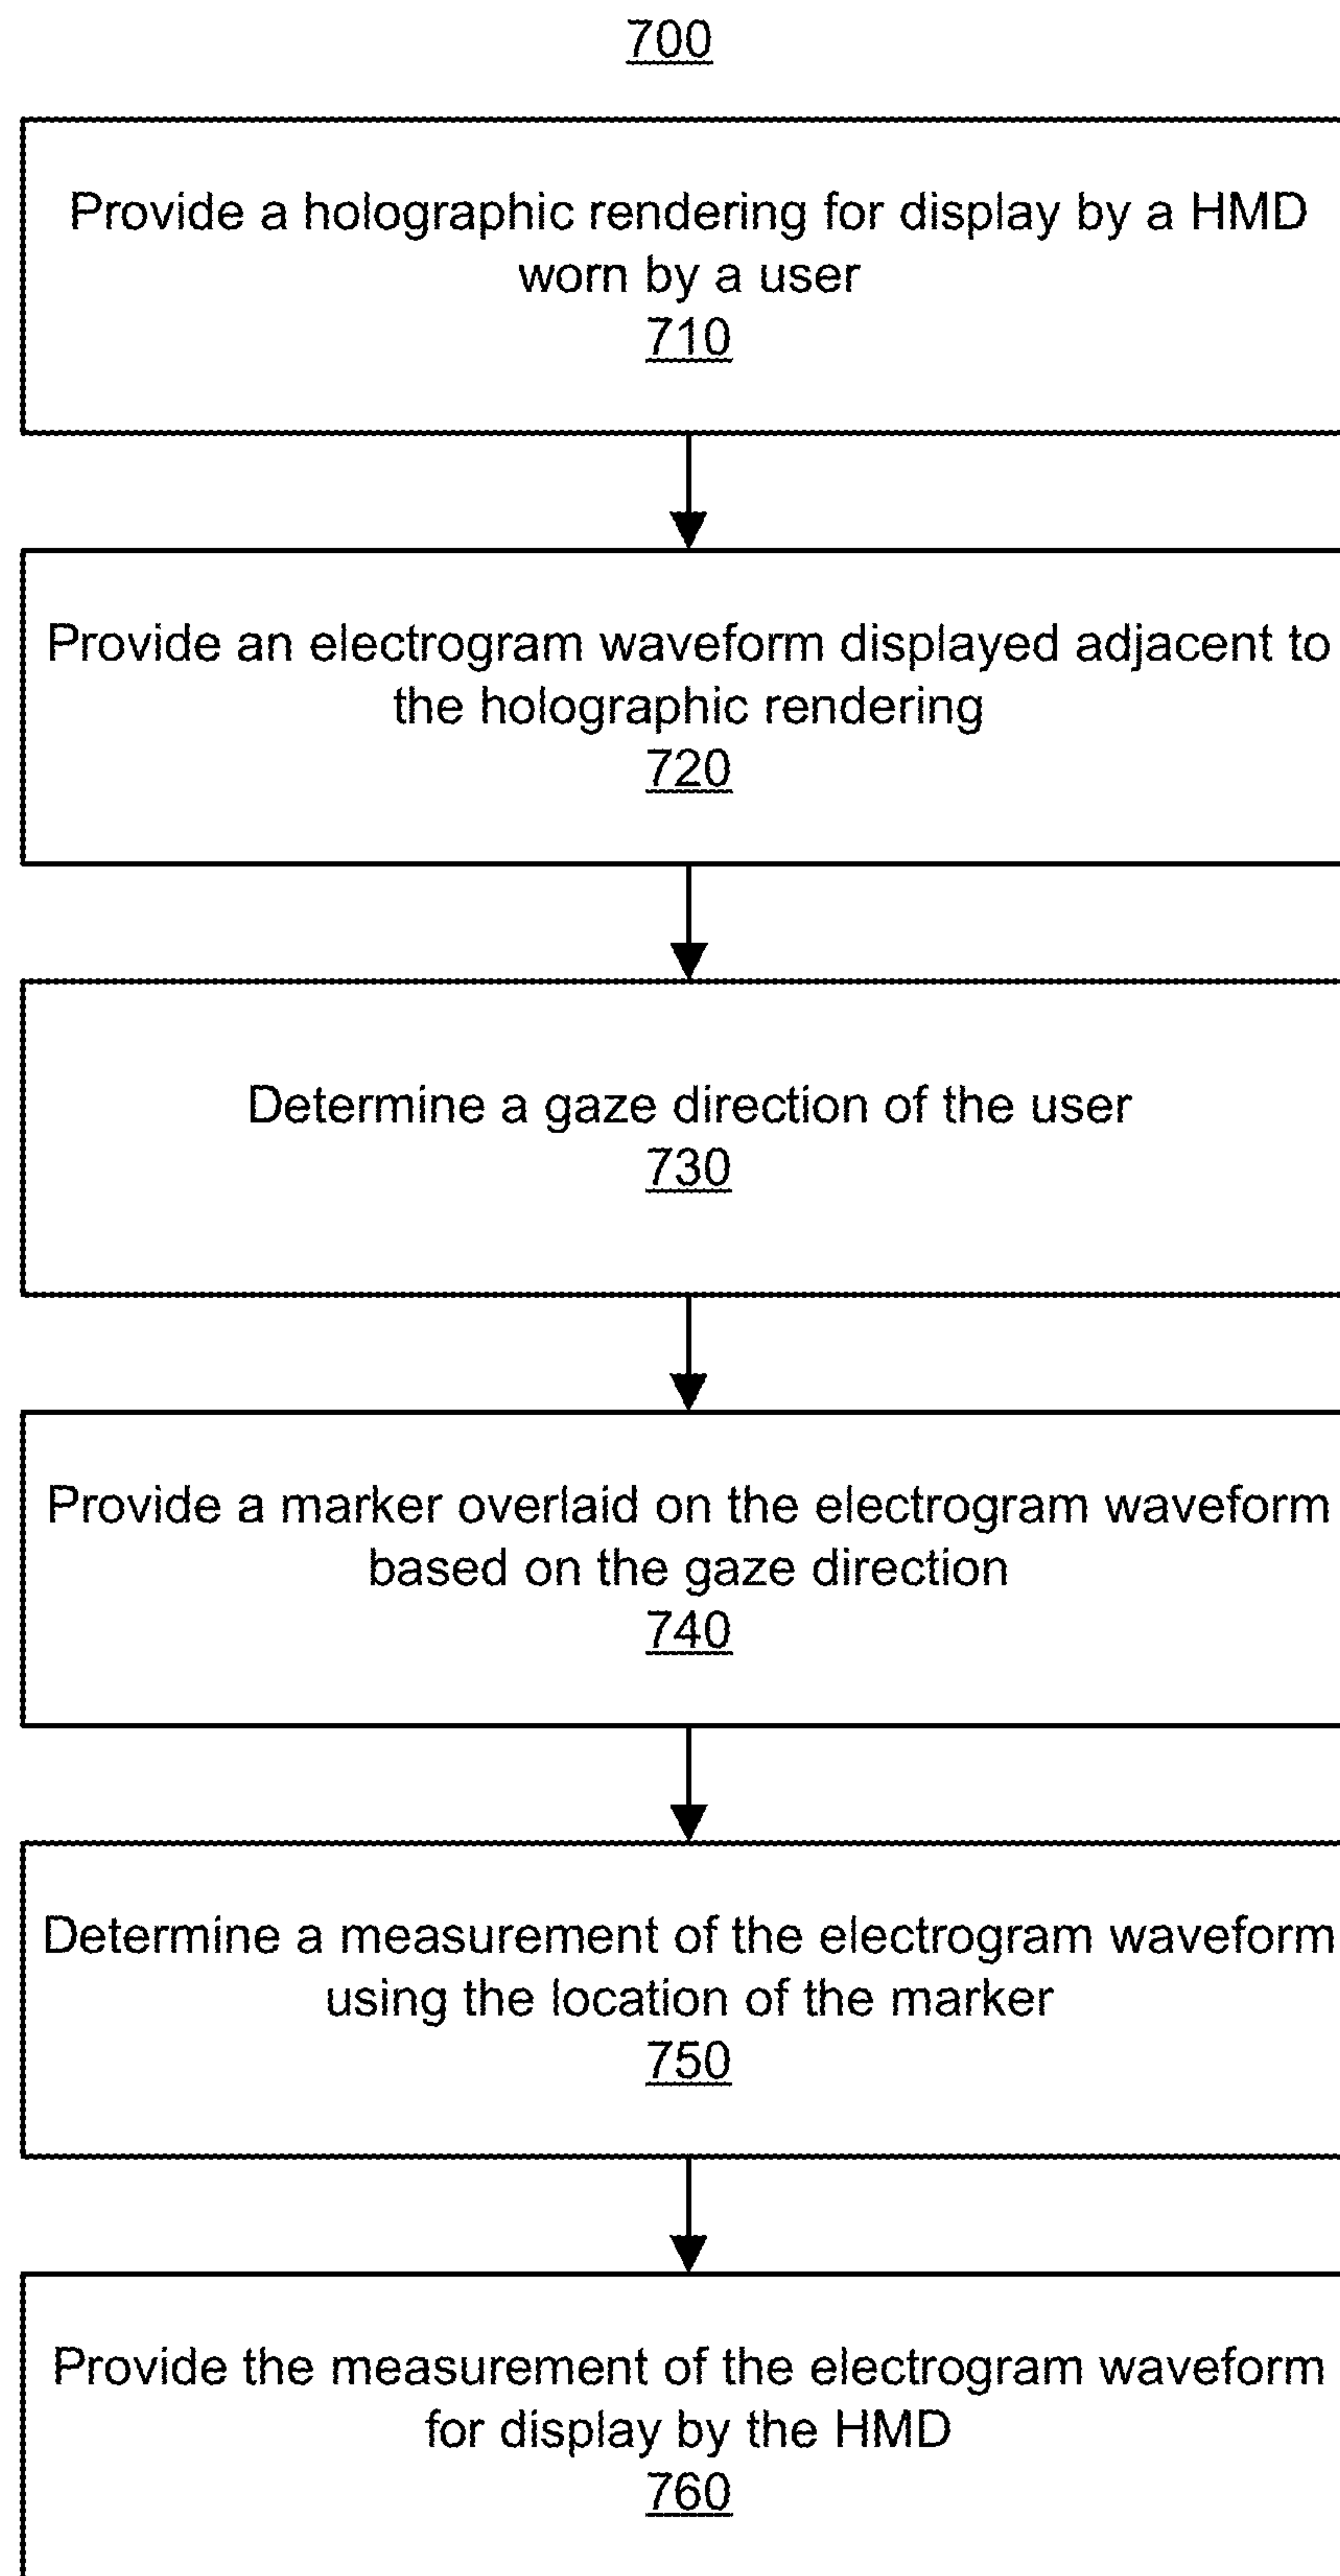 700
Provide a holographic rendering for display by a HMD
worn by a user
710
Provide an electrogram waveform displayed adjacent to
the holographic rendering
720
Determine a gaze direction of the user
730
Provide a marker overlaid on the electrogram waveform
based on the gaze direction
740
Determine a measurement of the electrogram waveform
using the location of the marker
750
Provide the measurement of the electrogram waveform
for display by the HMD
760